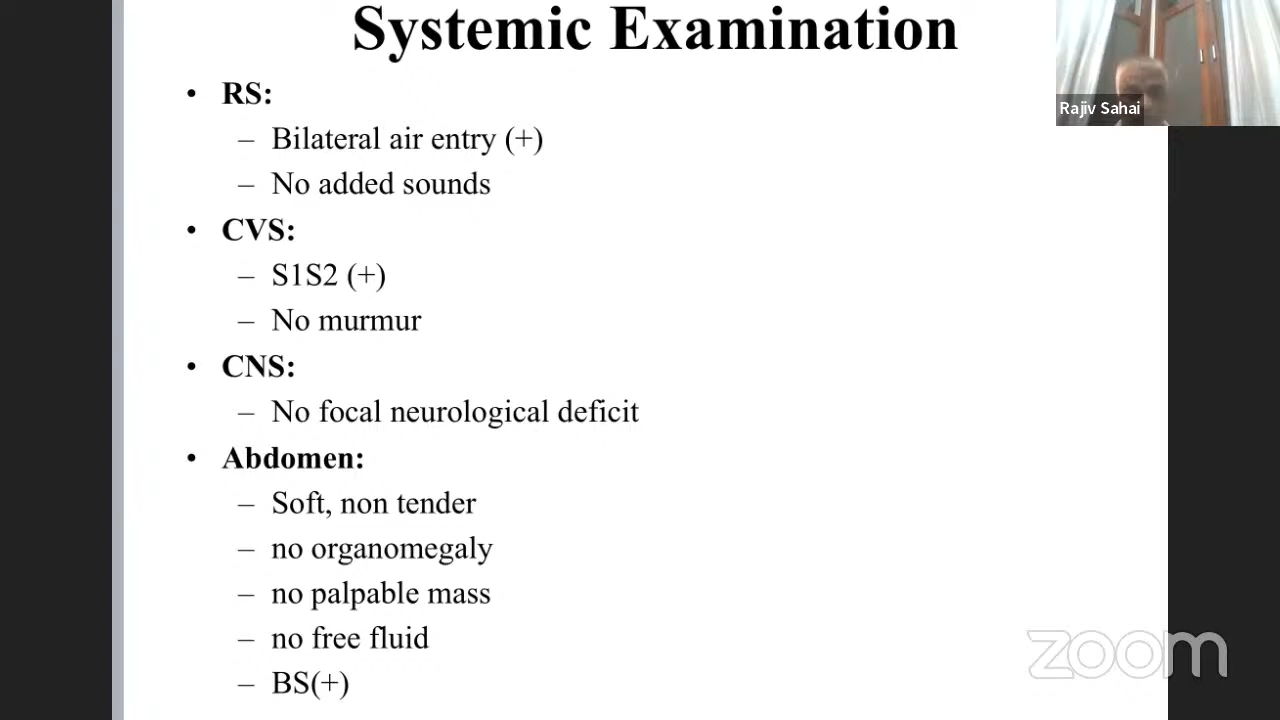 Systemic Examination
• RS:
– Bilateral air entry (+)
– No added sounds
• CVS:
– S1S2 (+)
– No murmur
• CNS:
– No focal neurological deficit
• Abdomen:
– Soft, non tender
– no organomegaly
– no palpable mass
– no free fluid
– BS(+)
Rajiv Sahai
zoom